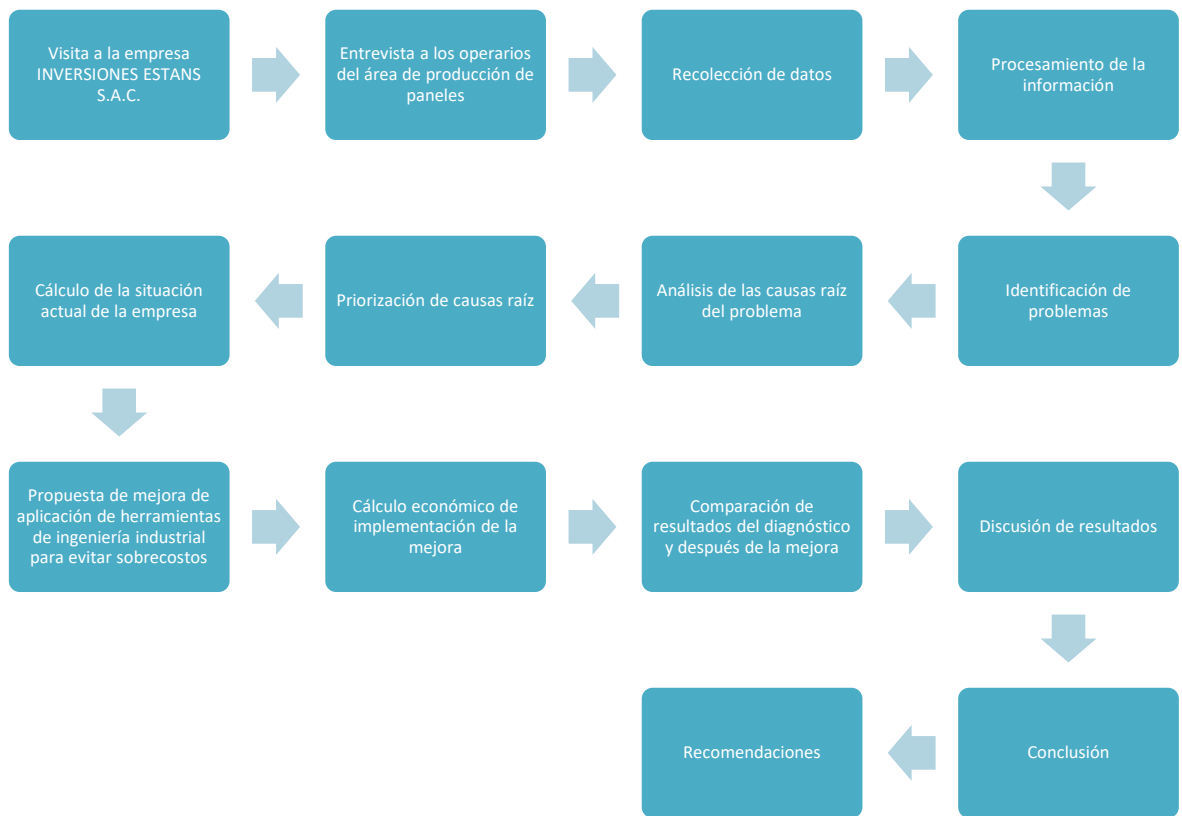 Visita a la empresa
INVERSIONES ESTANS
S.A.C.
Entrevista a los operarios
del área de producción de
paneles
Recolección de datos
Procesamiento de la
información
Identificación de
problemas
Análisis de las causas raíz
del problema
Priorización de causas raíz
Cálculo de la situación
actual de la empresa
Propuesta de mejora de
aplicación de herramientas
de ingeniería industrial
para evitar sobrecostos
Cálculo económico de
implementación de la
mejora
Comparación de
resultados del diagnóstico
y después de la mejora
Discusión de resultados
Conclusión
Recomendaciones